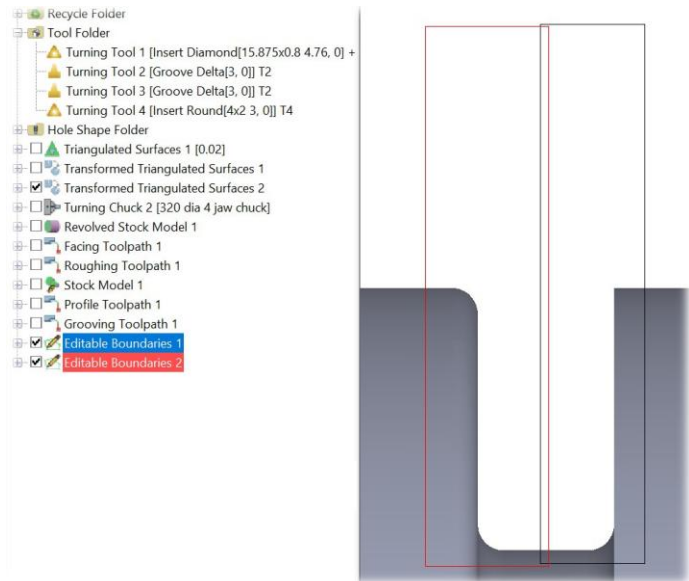 Recycle Folder
Tool Folder
Turning Tool 1 [Insert Diamond[15.875x0.8 4.76, 0] +
Turning Tool 2 [Groove Delta[3, 0]] T2
Turning Tool 3 [Groove Delta[3, 0]] T2
Turning Tool 4 [Insert Round[4x2 3, 0]] T4
Hole Shape Folder
Triangulated Surfaces 1 [0.02]
Transformed Triangulated Surfaces 1
Transformed Triangulated Surfaces 2
Turning Chuck 2 [320 dia 4 jaw chuck]
Revolved Stock Model 1
Facing Toolpath 1
Roughing Toolpath 1
Stock Model 1
Profile Toolpath 1
Grooving Toolpath 1
Editable Boundaries 1
Editable Boundaries 2